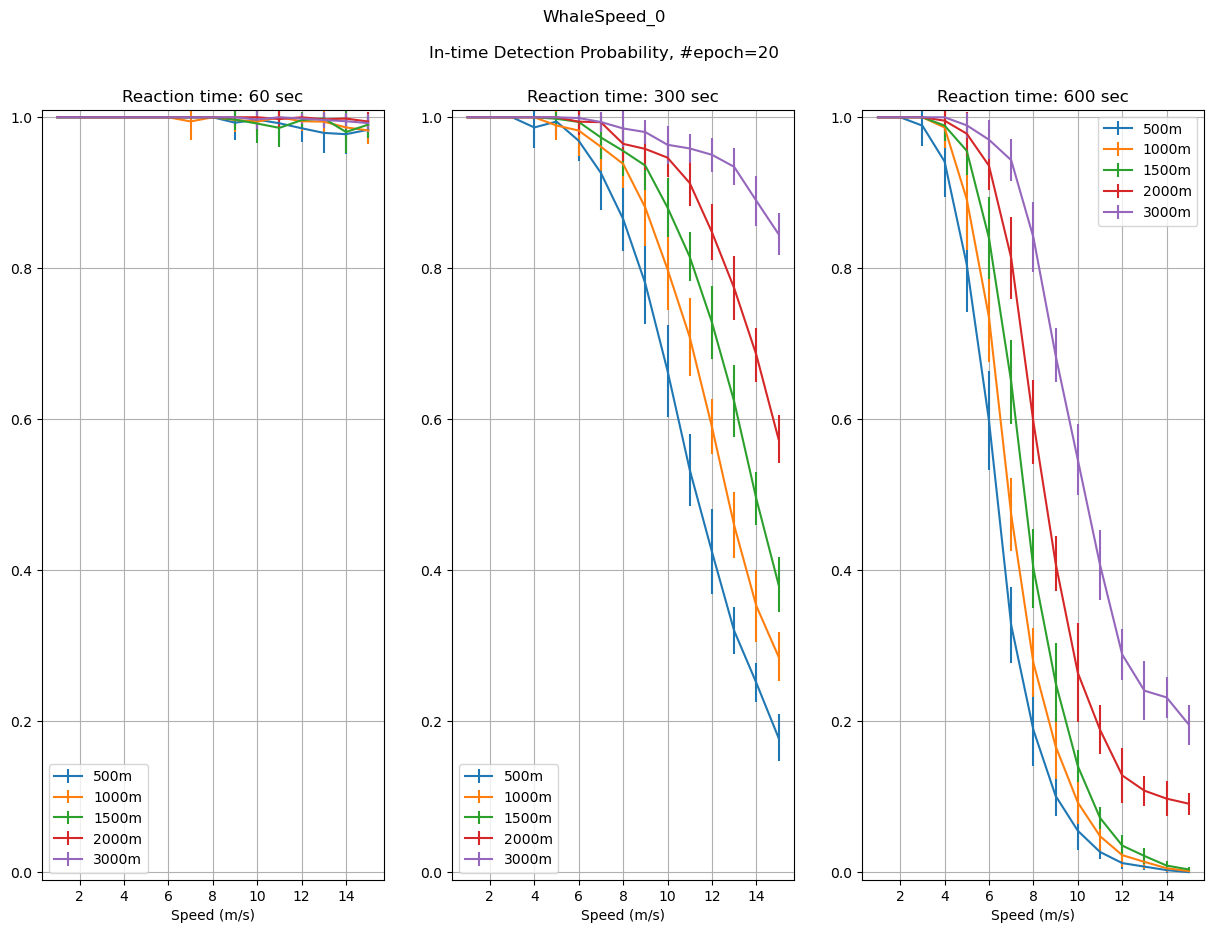 WhaleSpeed_0
In-time Detection Probability, #epoch=20
Reaction time: 60 sec
1.0
0.8
0.6
0.4
0.2
0.0
500m
1000m
1500m
2000m
3000m
2 4 6 8 10 12 14
Speed (m/s)
Reaction time: 300 sec
1.0
0.8
0.6
0.4
0.2
0.0
500m
1000m
1500m
2000m
3000m
2 4 6 8 10 12 14
Speed (m/s)
Reaction time: 600 sec
1.0
0.8
0.6
0.4
0.2
0.0
500m
1000m
1500m
2000m
3000m
2 4 6 8 10 12 14
Speed (m/s)